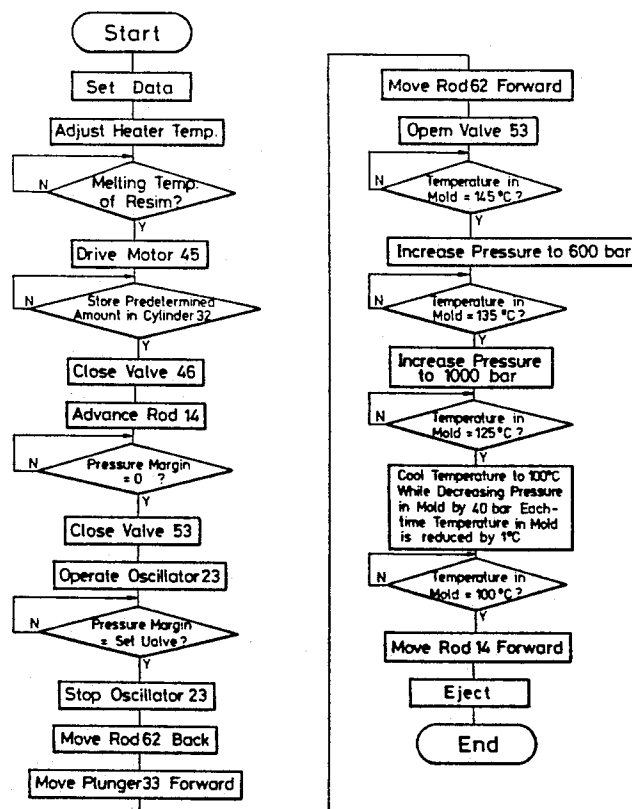 Start
Set Data
Adjust Heater Temp.
Melting Temp.
of Resim?
N
Y
Drive Motor 45
Store Predetermined
Amount in Cylinder 32
N
Y
Close Valve 46
Advance Rod 14
Pressure Margin
= 0 ?
N
Y
Close Valve 53
Operate Oscillator 23
Pressure Margin
= Set Ualve?
N
Y
Stop Oscillator 23
Move Rod 62 Back
Move Plunger 33 Forward
Move Rod 62 Forward
Opem Valve 53
Temperature in
Mold = 145°C?
N
Y
Increase Pressure to 600 bar
Temperature in
Mold = 135°C?
N
Y
Increase Pressure
to 1000 bar
Temperature in
Mold = 125°C?
N
Y
Cool Temperature to 100°C
While Decreasing Pressure
in Mold by 40 bar Each-
time Temperature in Mold
is reduced by 1°C
Temperature in
Mold = 100°C?
N
Y
Move Rod 14 Forward
Eject
End